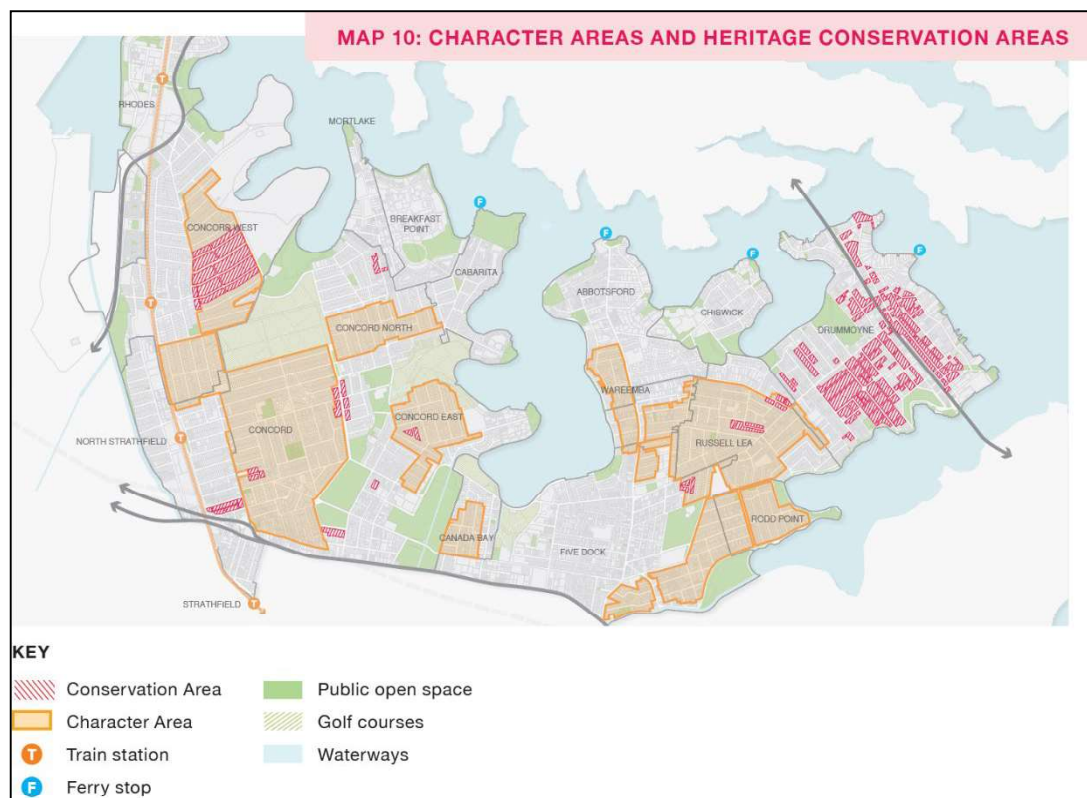 MAP 10: CHARACTER AREAS AND HERITAGE CONSERVATION AREAS
T
RHODES
MORTLAKE
F
BREAKFAST
POINT
CONCORD WEST
F
F
F
CABARITA
ABBOTSFORD
CHISWICK
T
CONCORD NORTH
DRUMMOYNE
WAREEMBA
CONCORD EAST
CONCORD
NORTH STRATHFIELD
T
RUSSELL LEA
RODD POINT
CANADA BAY
FIVE DOCK
STRATHFIELD
T
KEY
Conservation Area
Character Area
T Train station
F Ferry stop
Public open space
Golf courses
Waterways